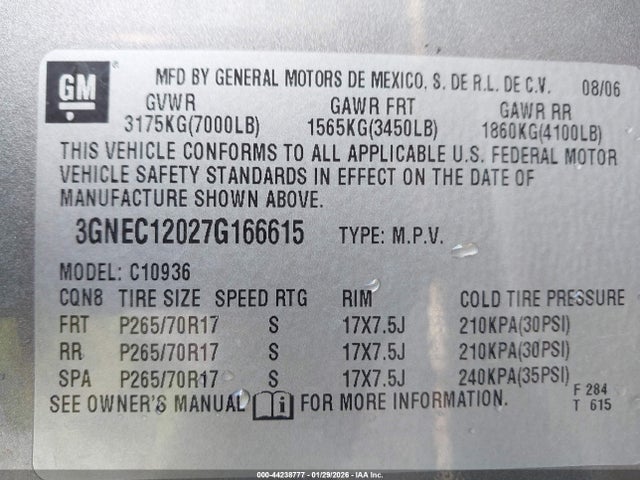 GM MFD BY GENERAL MOTORS DE MEXICO, S. DE R.L. DE C.V. 08/06
GVWR GAWR FRT GAWR RR
3175KG(7000LB) 1565KG(3450LB) 1860KG(4100LB)
THIS VEHICLE CONFORMS TO ALL APPLICABLE U.S. FEDERAL MOTOR
VEHICLE SAFETY STANDARDS IN EFFECT ON THE DATE OF
MANUFACTURE SHOWN ABOVE.
3GNEC12027G166615 TYPE: M.P.V.
MODEL: C10936
CQN8 TIRE SIZE SPEED RTG RIM COLD TIRE PRESSURE
FRT P265/70R17 S 17X7.5J 210KPA(30PSI)
RR P265/70R17 S 17X7.5J 210KPA(30PSI)
SPA P265/70R17 S 17X7.5J 240KPA(35PSI)
SEE OWNER'S MANUAL i FOR MORE INFORMATION.
F 284
T 615
000-44238777 - 01/29/2026 - IAA Inc.